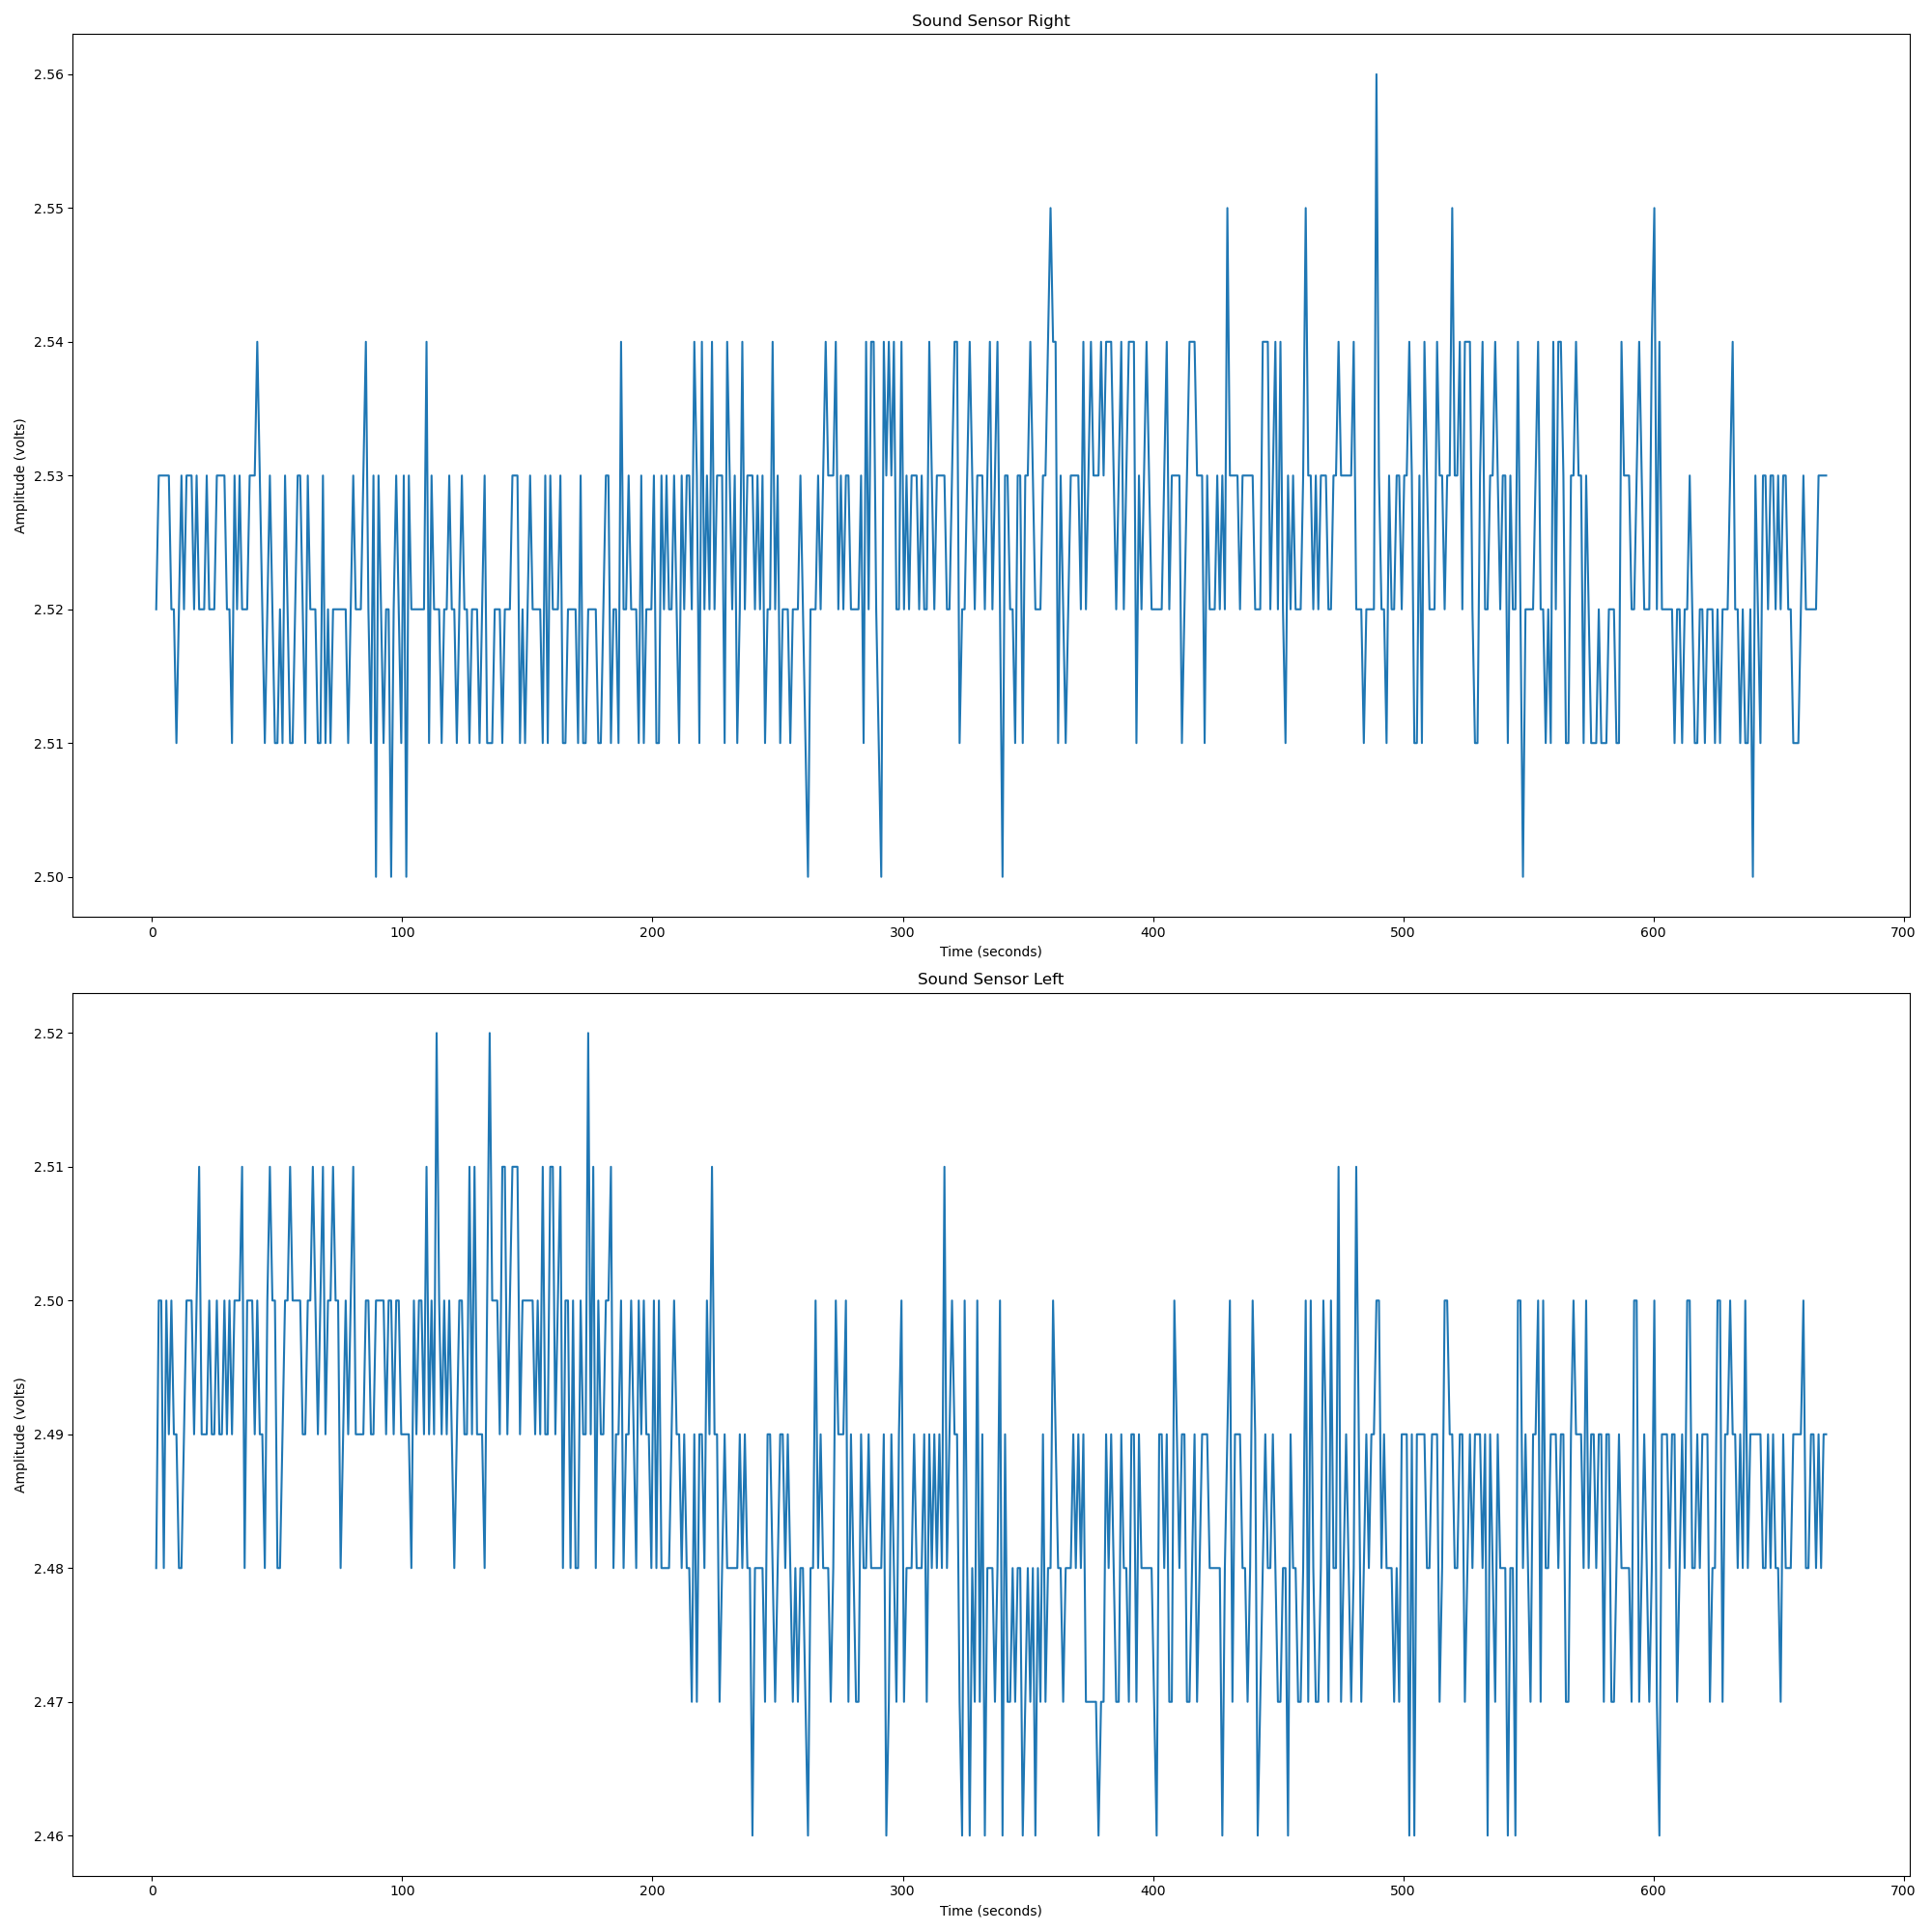 Sound Sensor Right
Amplitude (volts)
2.56
2.55
2.54
2.53
2.52
2.51
2.50
0 100 200 300 400 500 600 700
Time (seconds)
Sound Sensor Left
Amplitude (volts)
2.52
2.51
2.50
2.49
2.48
2.47
2.46
0 100 200 300 400 500 600 700
Time (seconds)